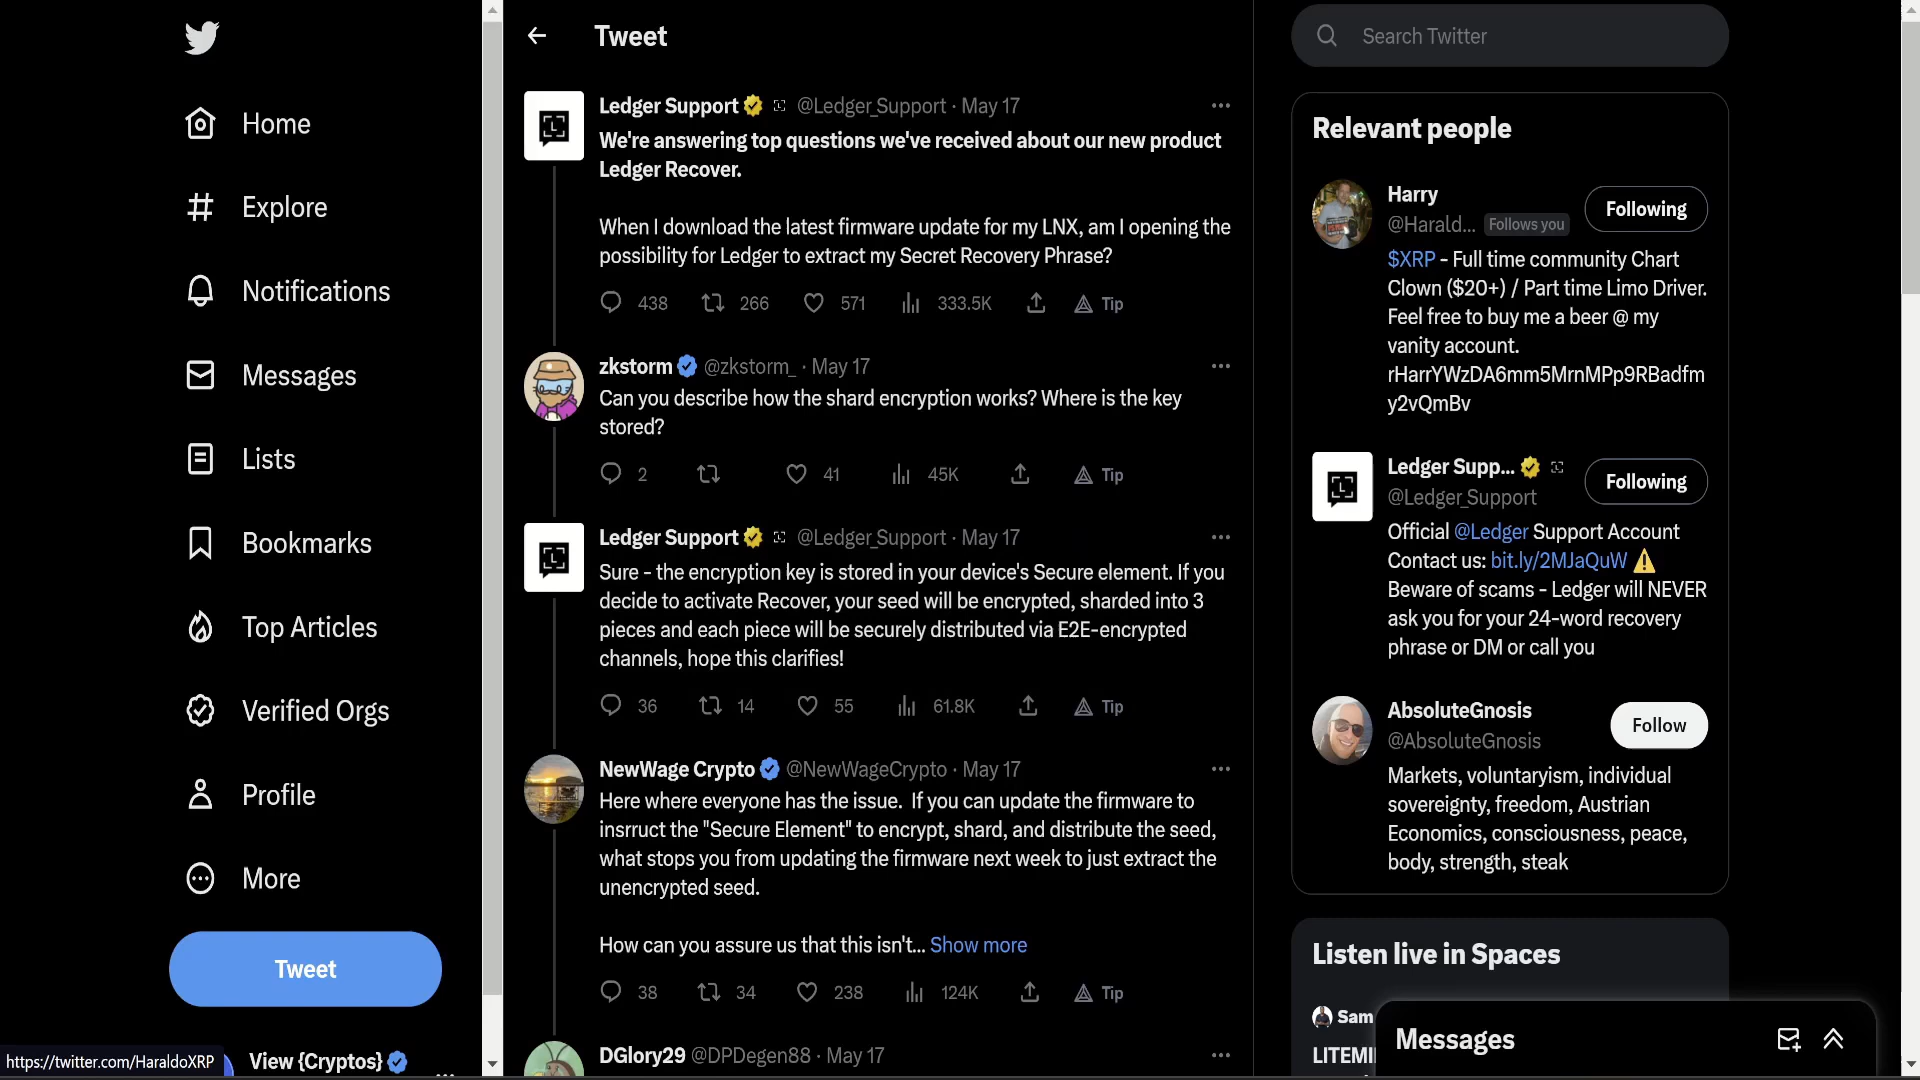 Home
Explore
Notifications
Messages
Lists
Bookmarks
Top Articles
Verified Orgs
Profile
More
Tweet
https://twitter.com/HaraldoXRP
View {Cryptos}
Tweet
Ledger Support @Ledger_Support · May 17
We're answering top questions we've received about our new product
Ledger Recover.
When I download the latest firmware update for my LNX, am I opening the
possibility for Ledger to extract my Secret Recovery Phrase?
438 266 571 333.5K Tip
zkstorm @zkstorm_ · May 17
Can you describe how the shard encryption works? Where is the key
stored?
2 41 45K Tip
Ledger Support @Ledger_Support · May 17
Sure - the encryption key is stored in your device's Secure element. If you
decide to activate Recover, your seed will be encrypted, sharded into 3
pieces and each piece will be securely distributed via E2E-encrypted
channels, hope this clarifies!
36 14 55 61.8K Tip
NewWage Crypto @NewWageCrypto · May 17
Here where everyone has the issue.  If you can update the firmware to
insrruct the "Secure Element" to encrypt, shard, and distribute the seed,
what stops you from updating the firmware next week to just extract the
unencrypted seed.
How can you assure us that this isn't... Show more
38 34 238 124K Tip
DGlory29 @DPDegen88 · May 17
Search Twitter
Relevant people
Harry
@Harald... Follows you
Following
$XRP - Full time community Chart
Clown ($20+) / Part time Limo Driver.
Feel free to buy me a beer @ my
vanity account.
rHarrYWzDA6mm5MrnMPp9RBadfm
y2vQmBv
Ledger Supp...
@Ledger_Support
Following
Official @Ledger Support Account
Contact us: bit.ly/2MJaQuW ⚠️
Beware of scams - Ledger will NEVER
ask you for your 24-word recovery
phrase or DM or call you
AbsoluteGnosis
@AbsoluteGnosis
Follow
Markets, voluntaryism, individual
sovereignty, freedom, Austrian
Economics, consciousness, peace,
body, strength, steak
Listen live in Spaces
Sam
Messages